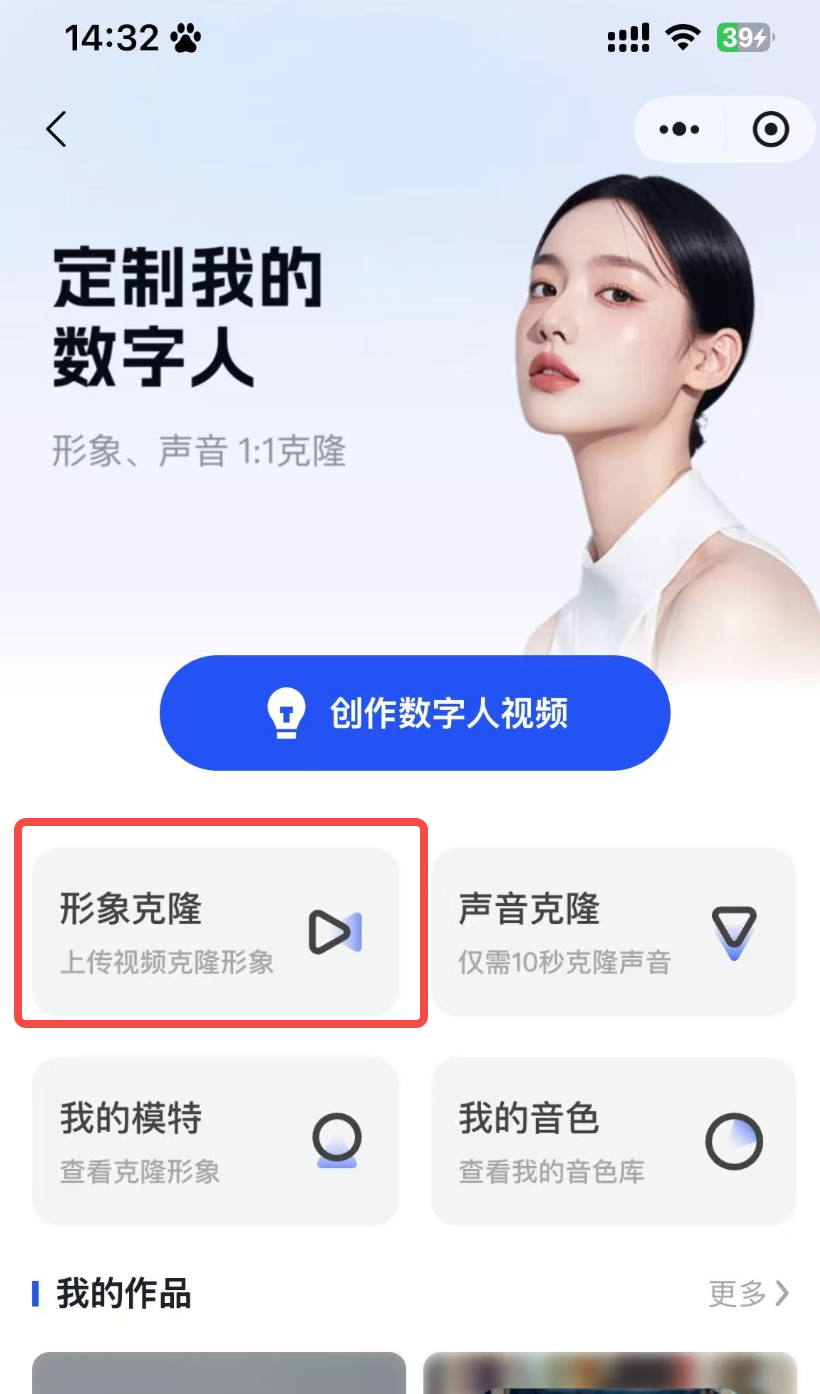 14:32
39
定制我的
数字人
形象、声音 1:1克隆
创作数字人视频
形象克隆
上传视频克隆形象
声音克隆
仅需10秒克隆声音
我的模特
查看克隆形象
我的音色
查看我的音色库
我的作品
更多